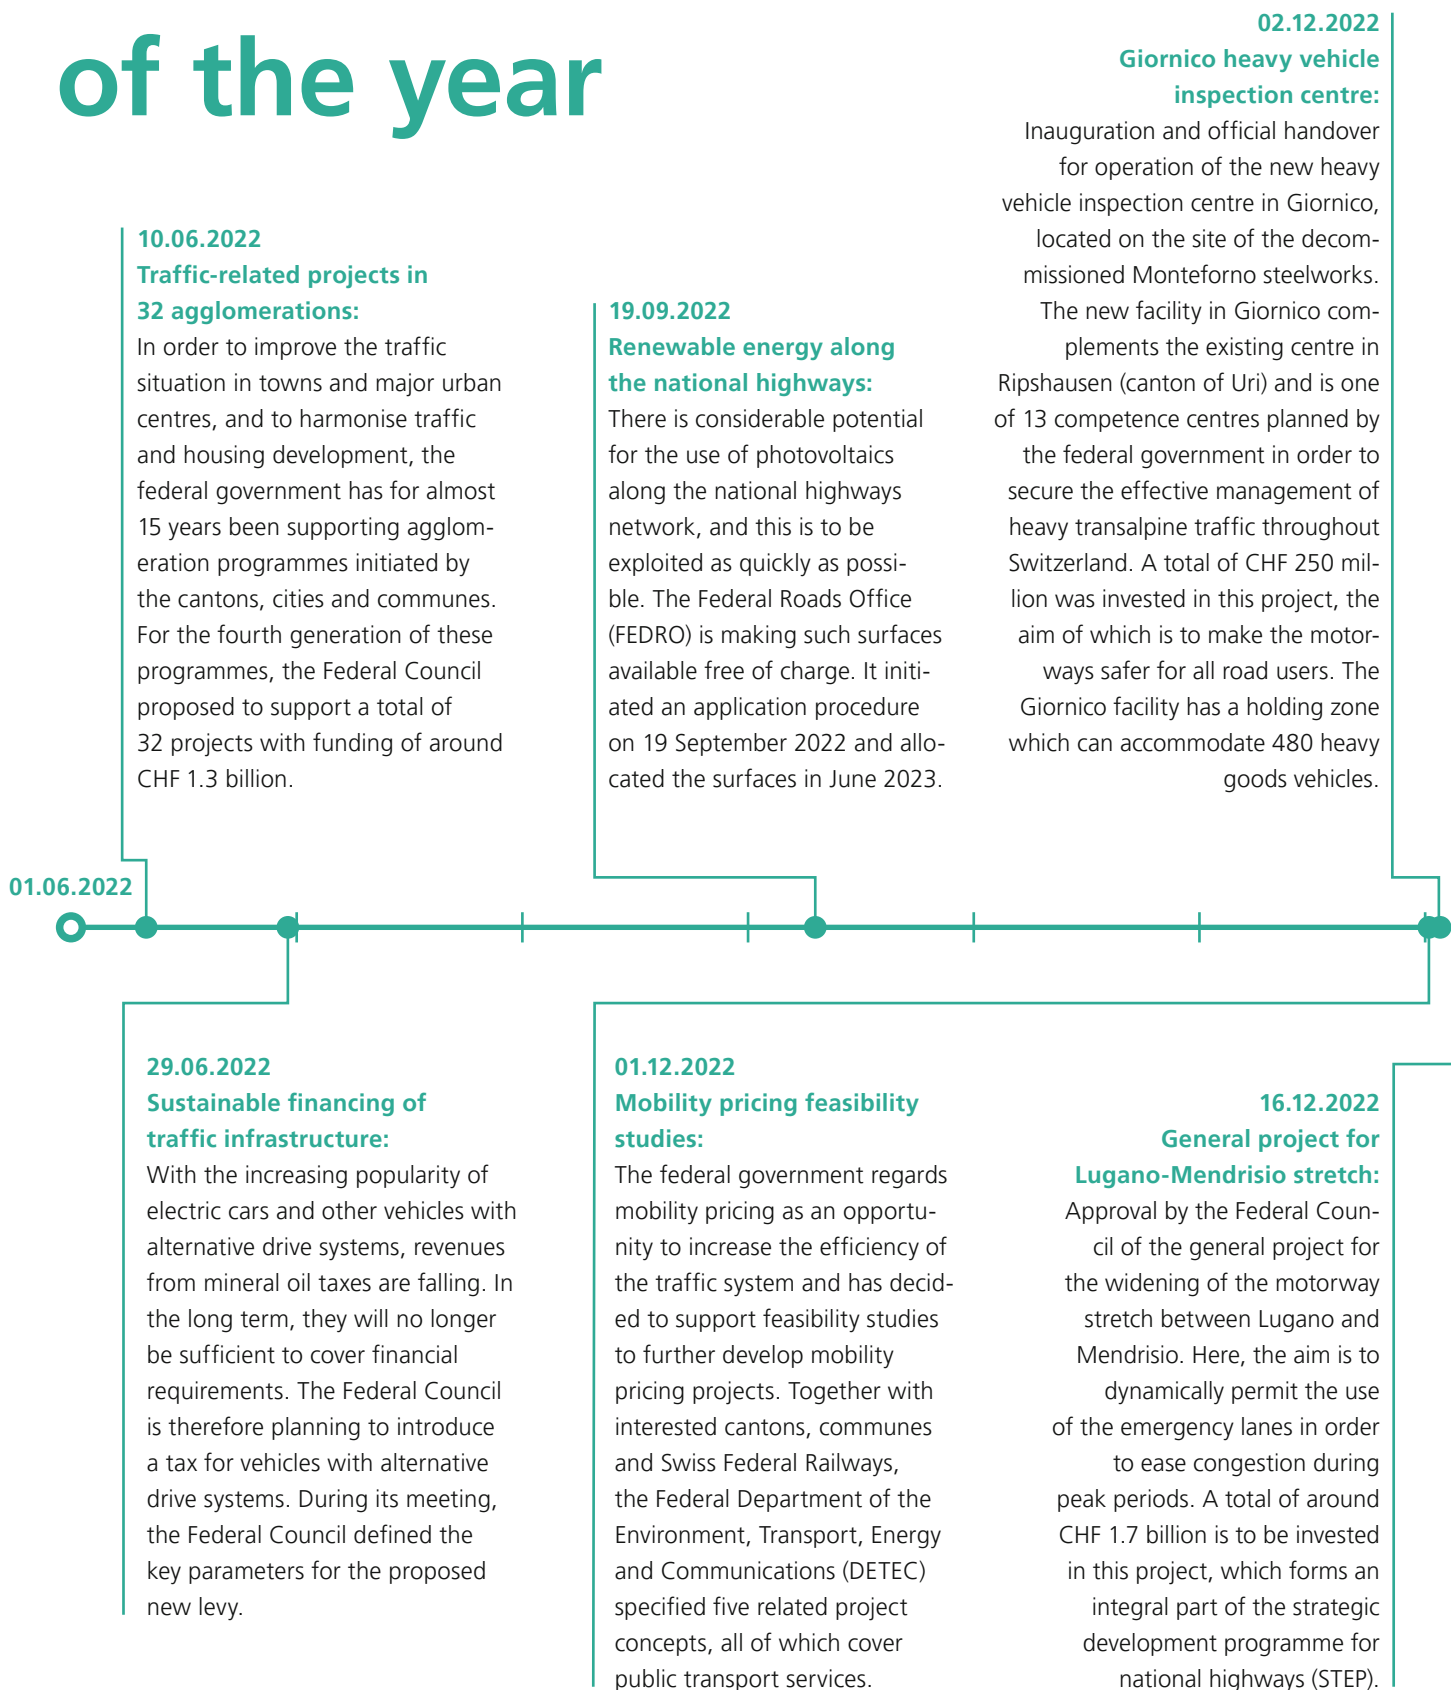 of the year
10.06.2022
Traffic-related projects in
32 agglomerations:
In order to improve the traffic
situation in towns and major urban
centres, and to harmonise traffic
and housing development, the
federal government has for almost
15 years been supporting agglom-
eration programmes initiated by
the cantons, cities and communes.
For the fourth generation of these
programmes, the Federal Council
proposed to support a total of
32 projects with funding of around
CHF 1.3 billion.
19.09.2022
Renewable energy along
the national highways:
There is considerable potential
for the use of photovoltaics
along the national highways
network, and this is to be
exploited as quickly as possi-
ble. The Federal Roads Office
(FEDRO) is making such surfaces
available free of charge. It initi-
ated an application procedure
on 19 September 2022 and allo-
cated the surfaces in June 2023.
02.12.2022
Giornico heavy vehicle
inspection centre:
Inauguration and official handover
for operation of the new heavy
vehicle inspection centre in Giornico,
located on the site of the decom-
missioned Monteforno steelworks.
The new facility in Giornico com-
plements the existing centre in
Ripshausen (canton of Uri) and is one
of 13 competence centres planned by
the federal government in order to
secure the effective management of
heavy transalpine traffic throughout
Switzerland. A total of CHF 250 mil-
lion was invested in this project, the
aim of which is to make the motor-
ways safer for all road users. The
Giornico facility has a holding zone
which can accommodate 480 heavy
goods vehicles.
01.06.2022
29.06.2022
Sustainable financing of
traffic infrastructure:
With the increasing popularity of
electric cars and other vehicles with
alternative drive systems, revenues
from mineral oil taxes are falling. In
the long term, they will no longer
be sufficient to cover financial
requirements. The Federal Council
is therefore planning to introduce
a tax for vehicles with alternative
drive systems. During its meeting,
the Federal Council defined the
key parameters for the proposed
new levy.
01.12.2022
Mobility pricing feasibility
studies:
The federal government regards
mobility pricing as an opportu-
nity to increase the efficiency of
the traffic system and has decid-
ed to support feasibility studies
to further develop mobility
pricing projects. Together with
interested cantons, communes
and Swiss Federal Railways,
the Federal Department of the
Environment, Transport, Energy
and Communications (DETEC)
specified five related project
concepts, all of which cover
public transport services.
16.12.2022
General project for
Lugano-Mendrisio stretch:
Approval by the Federal Coun-
cil of the general project for
the widening of the motorway
stretch between Lugano and
Mendrisio. Here, the aim is to
dynamically permit the use
of the emergency lanes in order
to ease congestion during
peak periods. A total of around
CHF 1.7 billion is to be invested
in this project, which forms an
integral part of the strategic
development programme for
national highways (STEP).